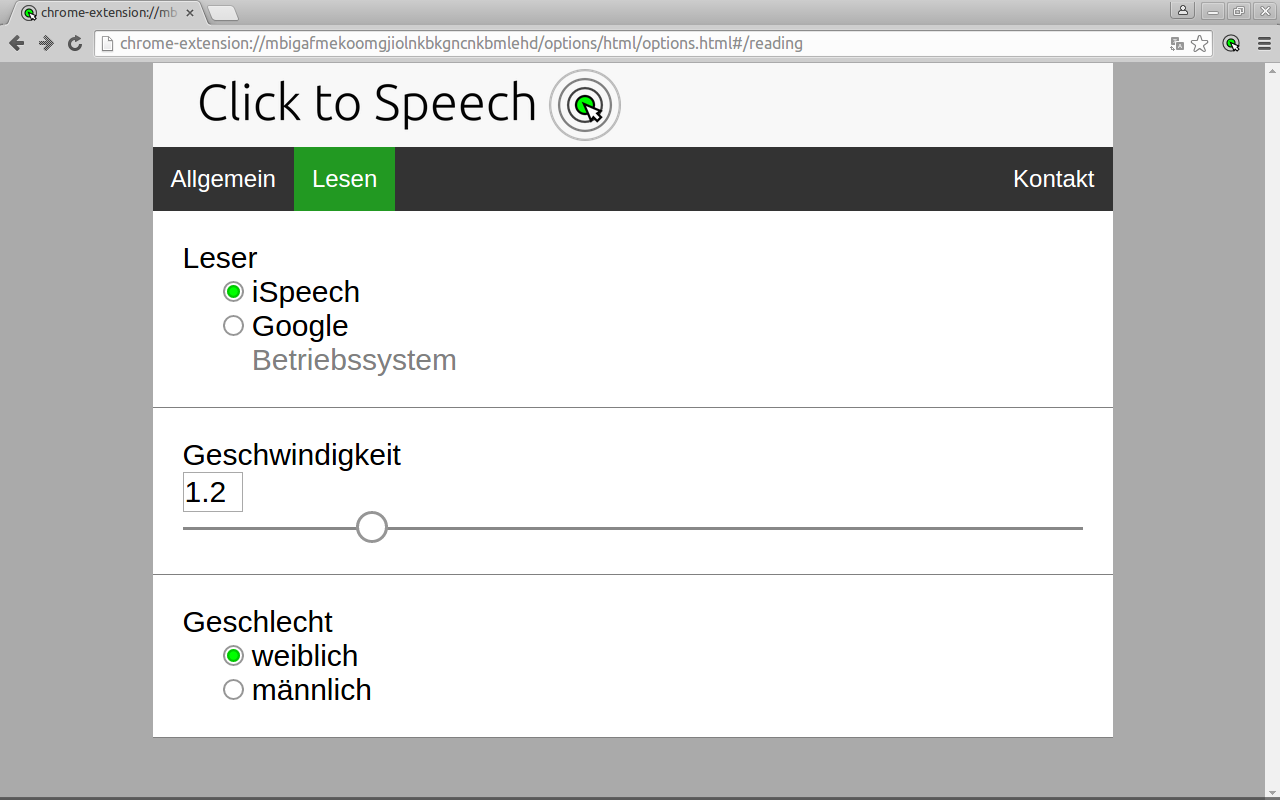 chrome-extension://mb
chrome-extension://mbigafmekoomgjiolnkbkgncnkbmlehd/options/html/options.html#/reading
Click to Speech
Allgemein Lesen Kontakt
Leser
iSpeech
Google
Betriebssystem
Geschwindigkeit
1.2
Geschlecht
weiblich
männlich